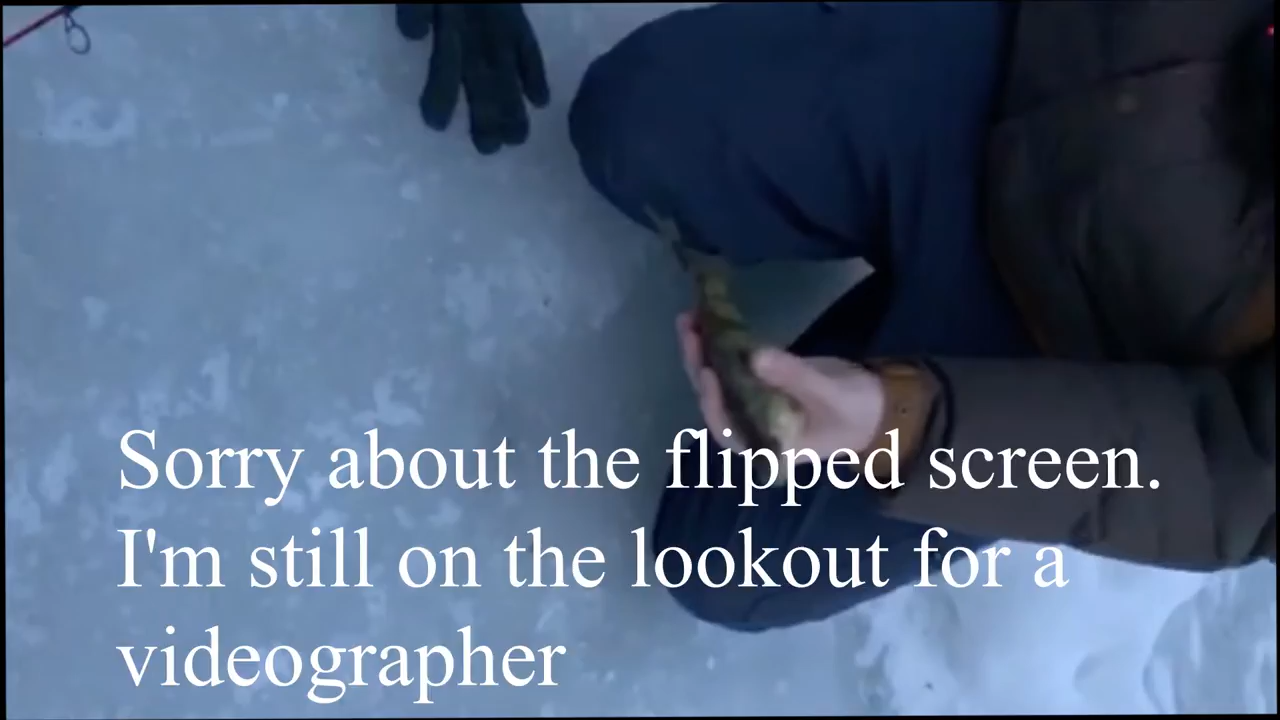 Sorry about the flipped screen.
I'm still on the lookout for a
videographer